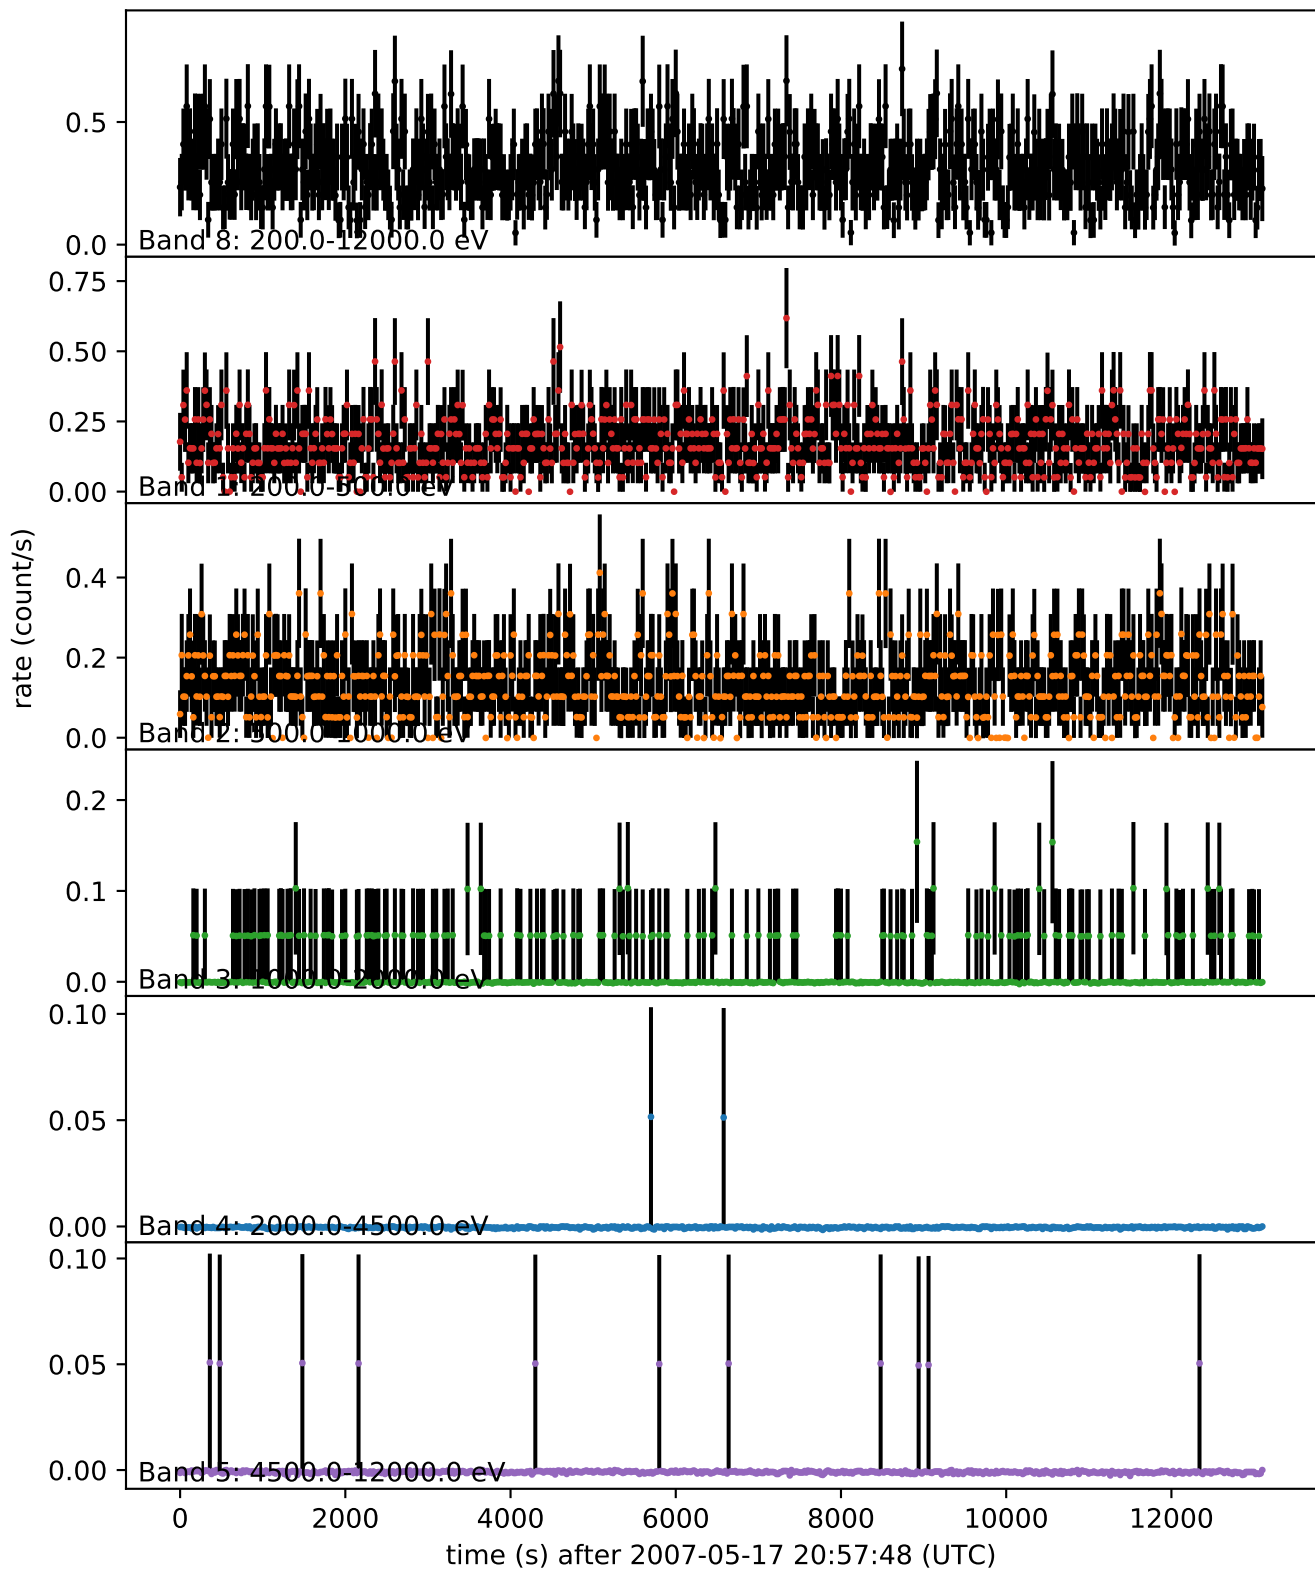 0.5
0.0
Band 8: 200.0-12000.0 eV
0.75
0.50
0.25
0.00
Band 1: 200.0-500.0 eV
rate (count/s)
0.4
0.2
0.0
Band 2: 500.0-1000.0 eV
0.2
0.1
0.0
Band 3: 1000.0-2000.0 eV
0.10
0.05
0.00
Band 4: 2000.0-4500.0 eV
0.10
0.05
0.00
Band 5: 4500.0-12000.0 eV
0 2000 4000 6000 8000 10000 12000
time (s) after 2007-05-17 20:57:48 (UTC)